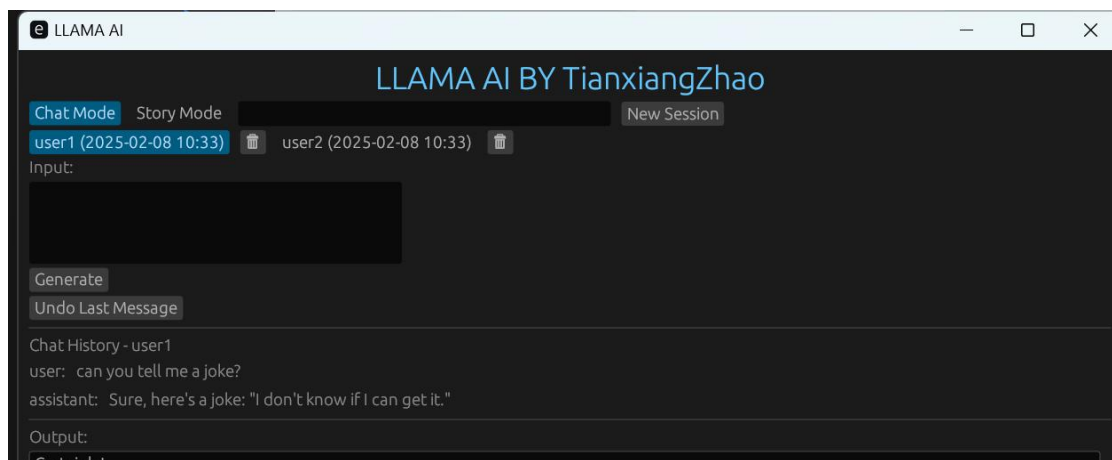 LLAMA AI
LLAMA AI BY TianxiangZhao
Chat Mode Story Mode New Session
user1 (2025-02-08 10:33) user2 (2025-02-08 10:33)
Input:
Generate
Undo Last Message
Chat History - user1
user: can you tell me a joke?
assistant: Sure, here's a joke: "I don't know if I can get it."
Output: